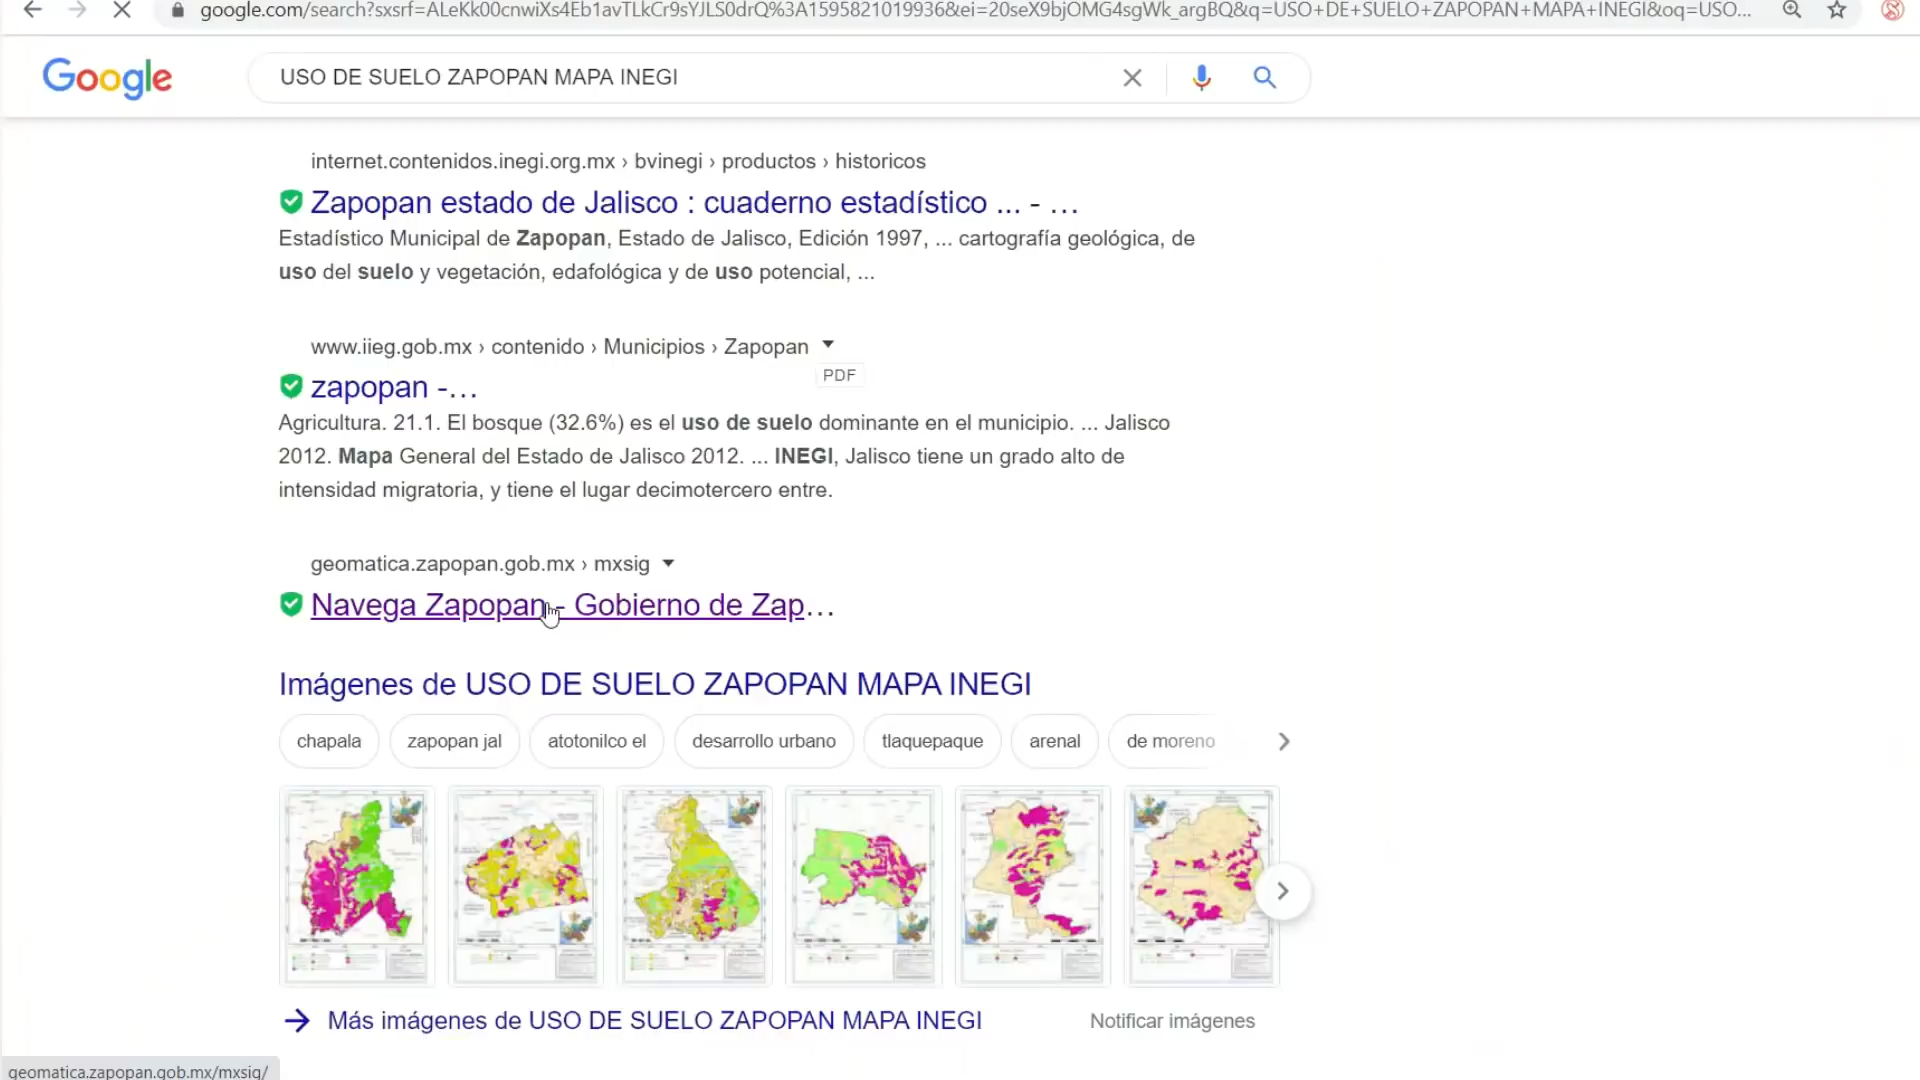 google.com/search?sxsrf=ALeKk00cnwiXs4Eb1avTLkCr9sYJLS0drQ%3A1595821019936&ei=20seX9bjOMG4sgWk_argBQ&q=USO+DE+SUELO+ZAPOPAN+MAPA+INEGI&oq=USO...
Google
USO DE SUELO ZAPOPAN MAPA INEGI
internet.contenidos.inegi.org.mx › bvinegi › productos › historicos
Zapopan estado de Jalisco : cuaderno estadístico ... - ...
Estadístico Municipal de Zapopan, Estado de Jalisco, Edición 1997, ... cartografía geológica, de
uso del suelo y vegetación, edafológica y de uso potencial, ...
www.iieg.gob.mx › contenido › Municipios › Zapopan
PDF
zapopan -...
Agricultura. 21.1. El bosque (32.6%) es el uso de suelo dominante en el municipio. ... Jalisco
2012. Mapa General del Estado de Jalisco 2012. ... INEGI, Jalisco tiene un grado alto de
intensidad migratoria, y tiene el lugar decimotercero entre.
geomatica.zapopan.gob.mx › mxsig
Navega Zapopan - Gobierno de Zap...
Imágenes de USO DE SUELO ZAPOPAN MAPA INEGI
chapala zapopan jal atotonilco el desarrollo urbano tlaquepaque arenal de moreno
Más imágenes de USO DE SUELO ZAPOPAN MAPA INEGI Notificar imágenes
geomatica.zapopan.gob.mx/mxsig/